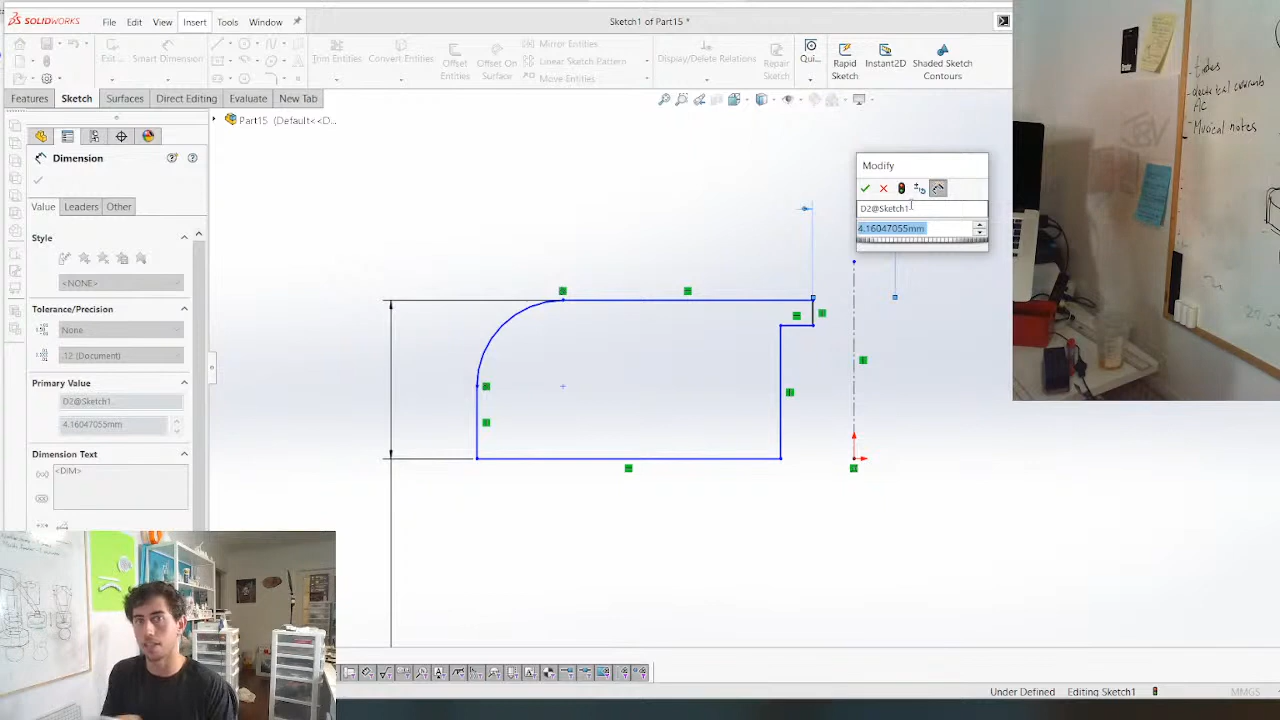 SOLIDWORKS File Edit View Insert Tools Window Sketch1 of Part15 *
Exit... Smart Dimension Trim Entities Convert Entities Offset Entities Offset On Surface Mirror Entities
Linear Sketch Pattern
Move Entities
Display/Delete Relations Repair Sketch Qui... Rapid Sketch Instant2D Shaded Sketch Contours
Features Sketch Surfaces Direct Editing Evaluate New Tab
Part15 (Default<<D...
Dimension
Value Leaders Other
Style
<NONE>
Tolerance/Precision
None
.12 (Document)
Primary Value
D2@Sketch1...
4.16047055mm
Dimension Text
<DIM>
Modify
D2@Sketch1
4.16047055mm
Under Defined Editing Sketch1 MMGS
AC
- Musical notes